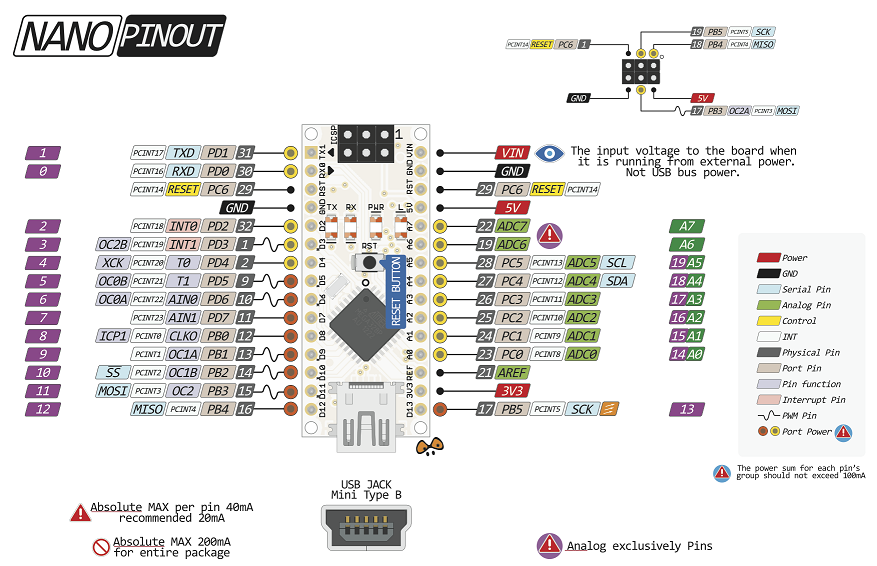 NANO PINOUT
19 PB5 PCINT5 SCK
18 PB4 PCINT4 MISO
PCINT14 RESET PC6 1
GND
5V
17 PB3 OC2A PCINT3 MOSI
ICSP
1
1 PCINT17 TXD PD1 31 TX1
0 PCINT16 RXD PD0 30 RX0
PCINT14 RESET PC6 29 RST
GND GND
2 PCINT18 INT0 PD2 32 D2
3 OC2B PCINT19 INT1 PD3 1 D3
4 XCK PCINT20 T0 PD4 2 D4
5 OC0B PCINT21 T1 PD5 9 D5
6 OC0A PCINT22 AIN0 PD6 10 D6
7 PCINT23 AIN1 PD7 11 D7
8 ICP1 PCINT0 CLKO PB0 12 D8
9 PCINT1 OC1A PB1 13 D9
10 SS PCINT2 OC1B PB2 14 D10
11 MOSI PCINT3 OC2 PB3 15 D11
12 MISO PCINT4 PB4 16 D12
TX RX PWR L
RST
RESET BUTTON
VIN VIN
The input voltage to the board when
it is running from external power.
Not USB bus power.
GND GND
RST 29 PC6 RESET PCINT14
5V 5V
A7 22 ADC7 A7
A6 19 ADC6 A6
A5 28 PC5 PCINT13 ADC5 SCL 19 A5
A4 27 PC4 PCINT12 ADC4 SDA 18 A4
A3 26 PC3 PCINT11 ADC3 17 A3
A2 25 PC2 PCINT10 ADC2 16 A2
A1 24 PC1 PCINT9 ADC1 15 A1
A0 23 PC0 PCINT8 ADC0 14 A0
REF 21 AREF
3V3 3V3
D13 17 PB5 PCINT5 SCK 13
Power
GND
Serial Pin
Analog Pin
Control
INT
Physical Pin
Port Pin
Pin function
Interrupt Pin
PWM Pin
Port Power
The power sum for each pin's
group should not exceed 100mA
USB JACK
Mini Type B
Absolute MAX per pin 40mA
recommended 20mA
Absolute MAX 200mA
for entire package
Analog exclusively Pins